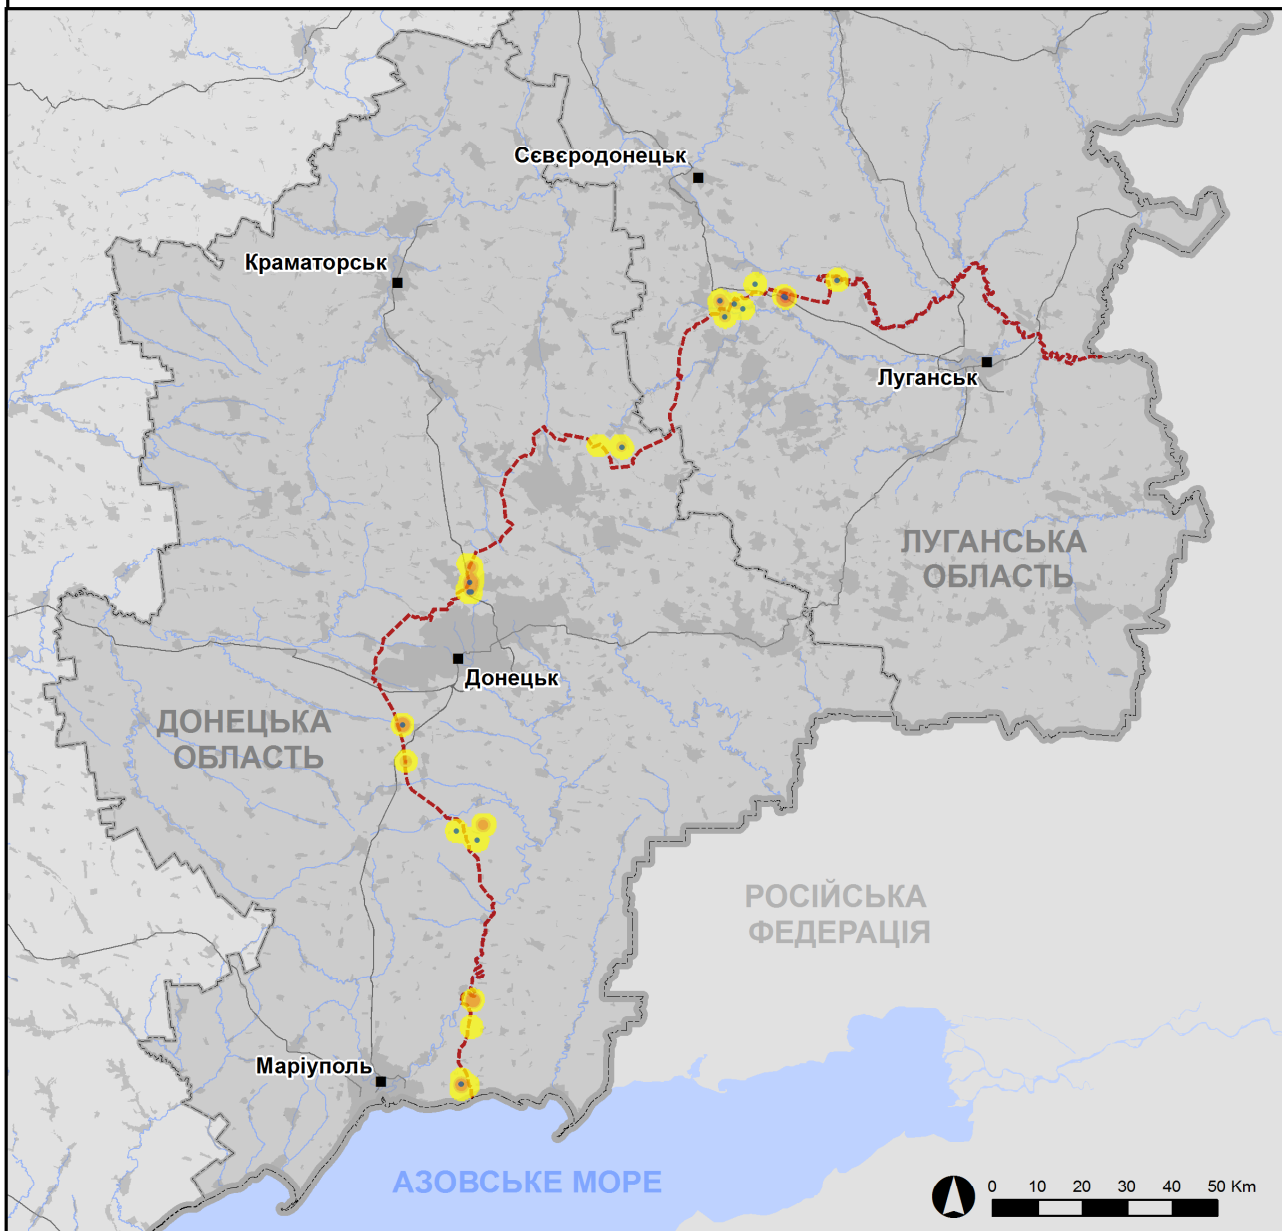 Сєвєродонецьк
Краматорськ
Луганськ
ЛУГАНСЬКА
ОБЛАСТЬ
Донецьк
ДОНЕЦЬКА
ОБЛАСТЬ
РОСІЙСЬКА
ФЕДЕРАЦІЯ
Маріуполь
АЗОВСЬКЕ МОРЕ
0 10 20 30 40 50 Km